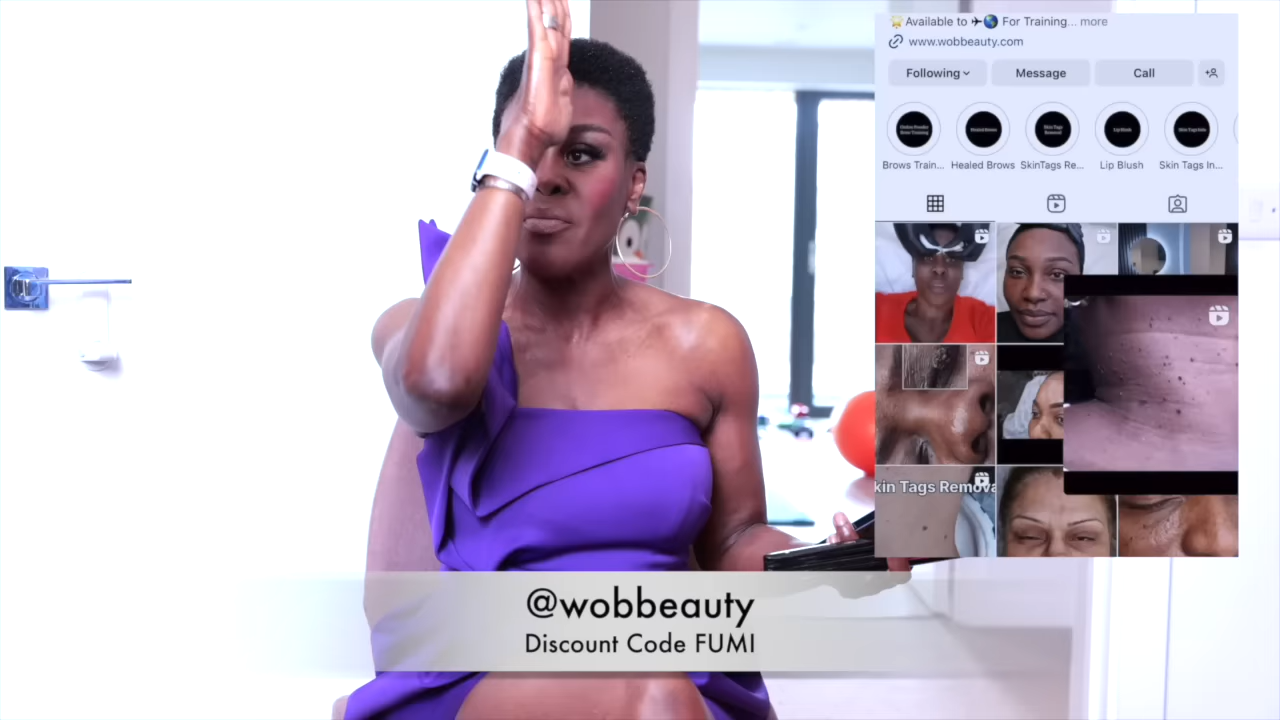 Available to ✈🌎 For Training... more
www.wobbeauty.com
Following
Message
Call
Brows Train...
Healed Brows
SkinTags Re...
Lip Blush
Skin Tags In...
kin Tags Remova
@wobbeauty
Discount Code FUMI